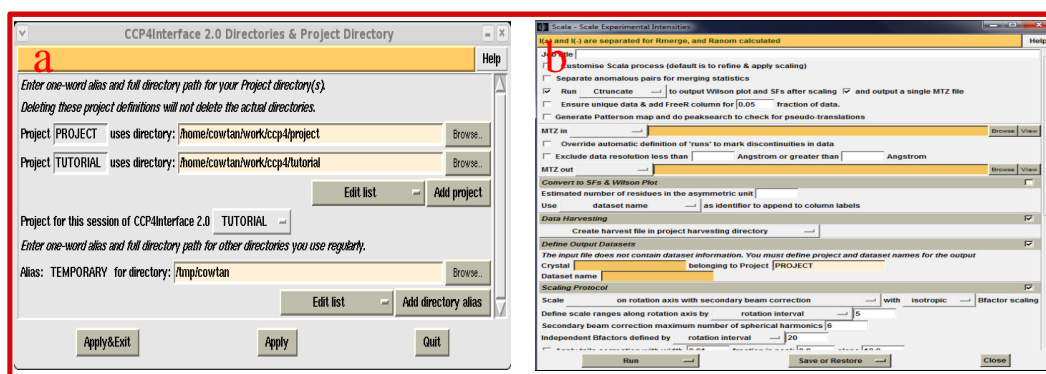 CCP4Interface 2.0 Directories & Project Directory
a
Help
Enter one-word alias and full directory path for your Project directory(s).
Deleting these project definitions will not delete the actual directories.
Project PROJECT uses directory: /home/cowtan/work/ccp4/project Browse..
Project TUTORIAL uses directory: /home/cowtan/work/ccp4/tutorial Browse..
Edit list Add project
Project for this session of CCP4Interface 2.0 TUTORIAL
Enter one-word alias and full directory path for other directories you use regularly.
Alias: TEMPORARY for directory: /tmp/cowtan Browse..
Edit list Add directory alias
Apply&Exit Apply Quit
Scala - Scale Experimental Intensities
b
I(+) and I(-) are separated for Rmerge, and Ranom calculated Help
Job title
Customise Scala process (default is to refine & apply scaling)
Separate anomalous pairs for merging statistics
Run Ctruncate to output Wilson plot and SFs after scaling and output a single MTZ file
Ensure unique data & add FreeR column for 0.05 fraction of data.
Generate Patterson map and do peaksearch to check for pseudo-translations
MTZ in Browse View
Override automatic definition of 'runs' to mark discontinuities in data
Exclude data resolution less than Angstrom or greater than Angstrom
MTZ out Browse View
Convert to SFs & Wilson Plot
Estimated number of residues in the asymmetric unit
Use dataset name as identifier to append to column labels
Data Harvesting
Create harvest file in project harvesting directory
Define Output Datasets
The input file does not contain dataset information. You must define project and dataset names for the output
Crystal belonging to Project PROJECT
Dataset name
Scaling Protocol
Scale on rotation axis with secondary beam correction with isotropic Bfactor scaling
Define scale ranges along rotation axis by rotation interval 5
Secondary beam correction maximum number of spherical harmonics 6
Independent Bfactors defined by rotation interval 20
Run Save or Restore Close